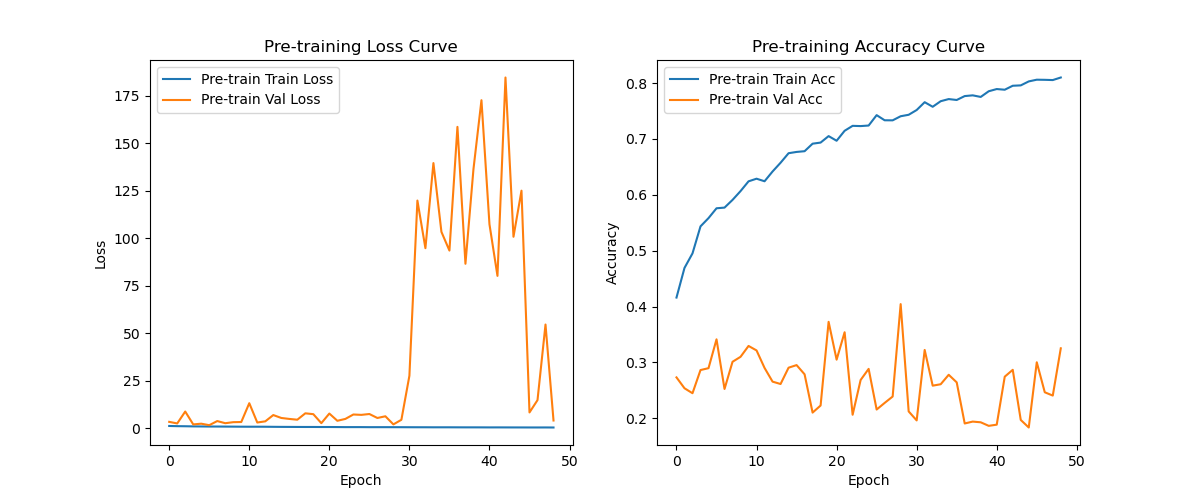 Pre-training Loss Curve
Pre-train Train Loss
Pre-train Val Loss
175
150
125
100
75
50
25
0
Loss
0 10 20 30 40 50
Epoch
Pre-training Accuracy Curve
Pre-train Train Acc
Pre-train Val Acc
0.8
0.7
0.6
0.5
0.4
0.3
0.2
Accuracy
0 10 20 30 40 50
Epoch